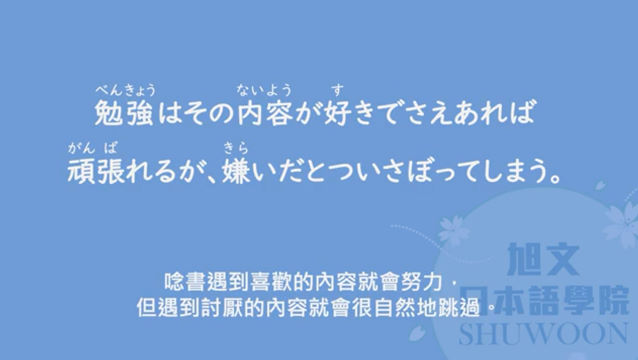 べんきょう ないよう す
勉強はその内容が好きでさえあれば
がんば きら
頑張れるが、嫌いだとついさぼってしまう。
唸書遇到喜歡的內容就會努力，
但遇到討厭的內容就會很自然地跳過。
旭文
日本語學院
SHUWOON